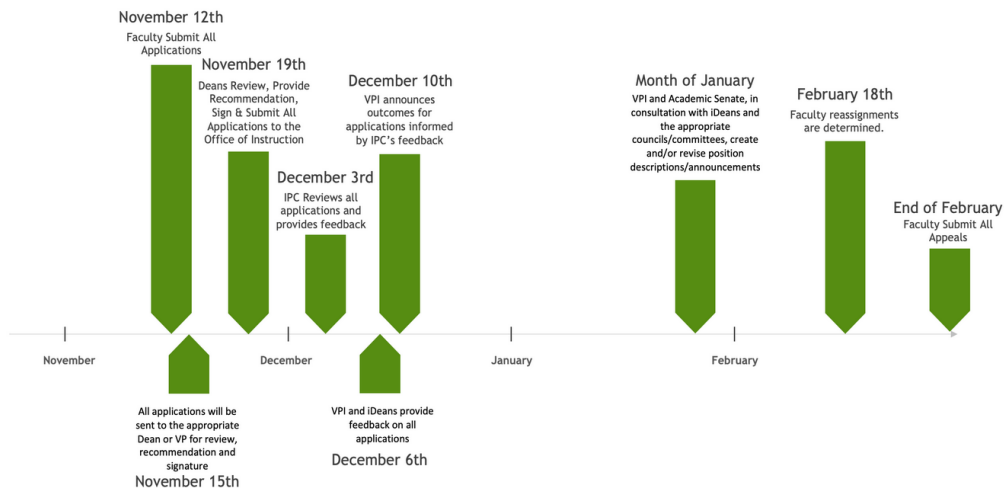 November 12th
Faculty Submit All
Applications
November 19th
Deans Review, Provide
Recommendation,
Sign & Submit All
Applications to the
Office of Instruction
December 3rd
IPC Reviews all
applications and
provides feedback
December 10th
VPI announces
outcomes for
applications informed
by IPC's feedback
Month of January
VPI and Academic Senate, in
consultation with iDeans and
the appropriate
councils/committees, create
and/or revise position
descriptions/announcements
February 18th
Faculty reassignments
are determined.
End of February
Faculty Submit All
Appeals
November
December
January
February
All applications will be
sent to the appropriate
Dean or VP for review,
recommendation and
signature
November 15th
VPI and iDeans provide
feedback on all
applications
December 6th